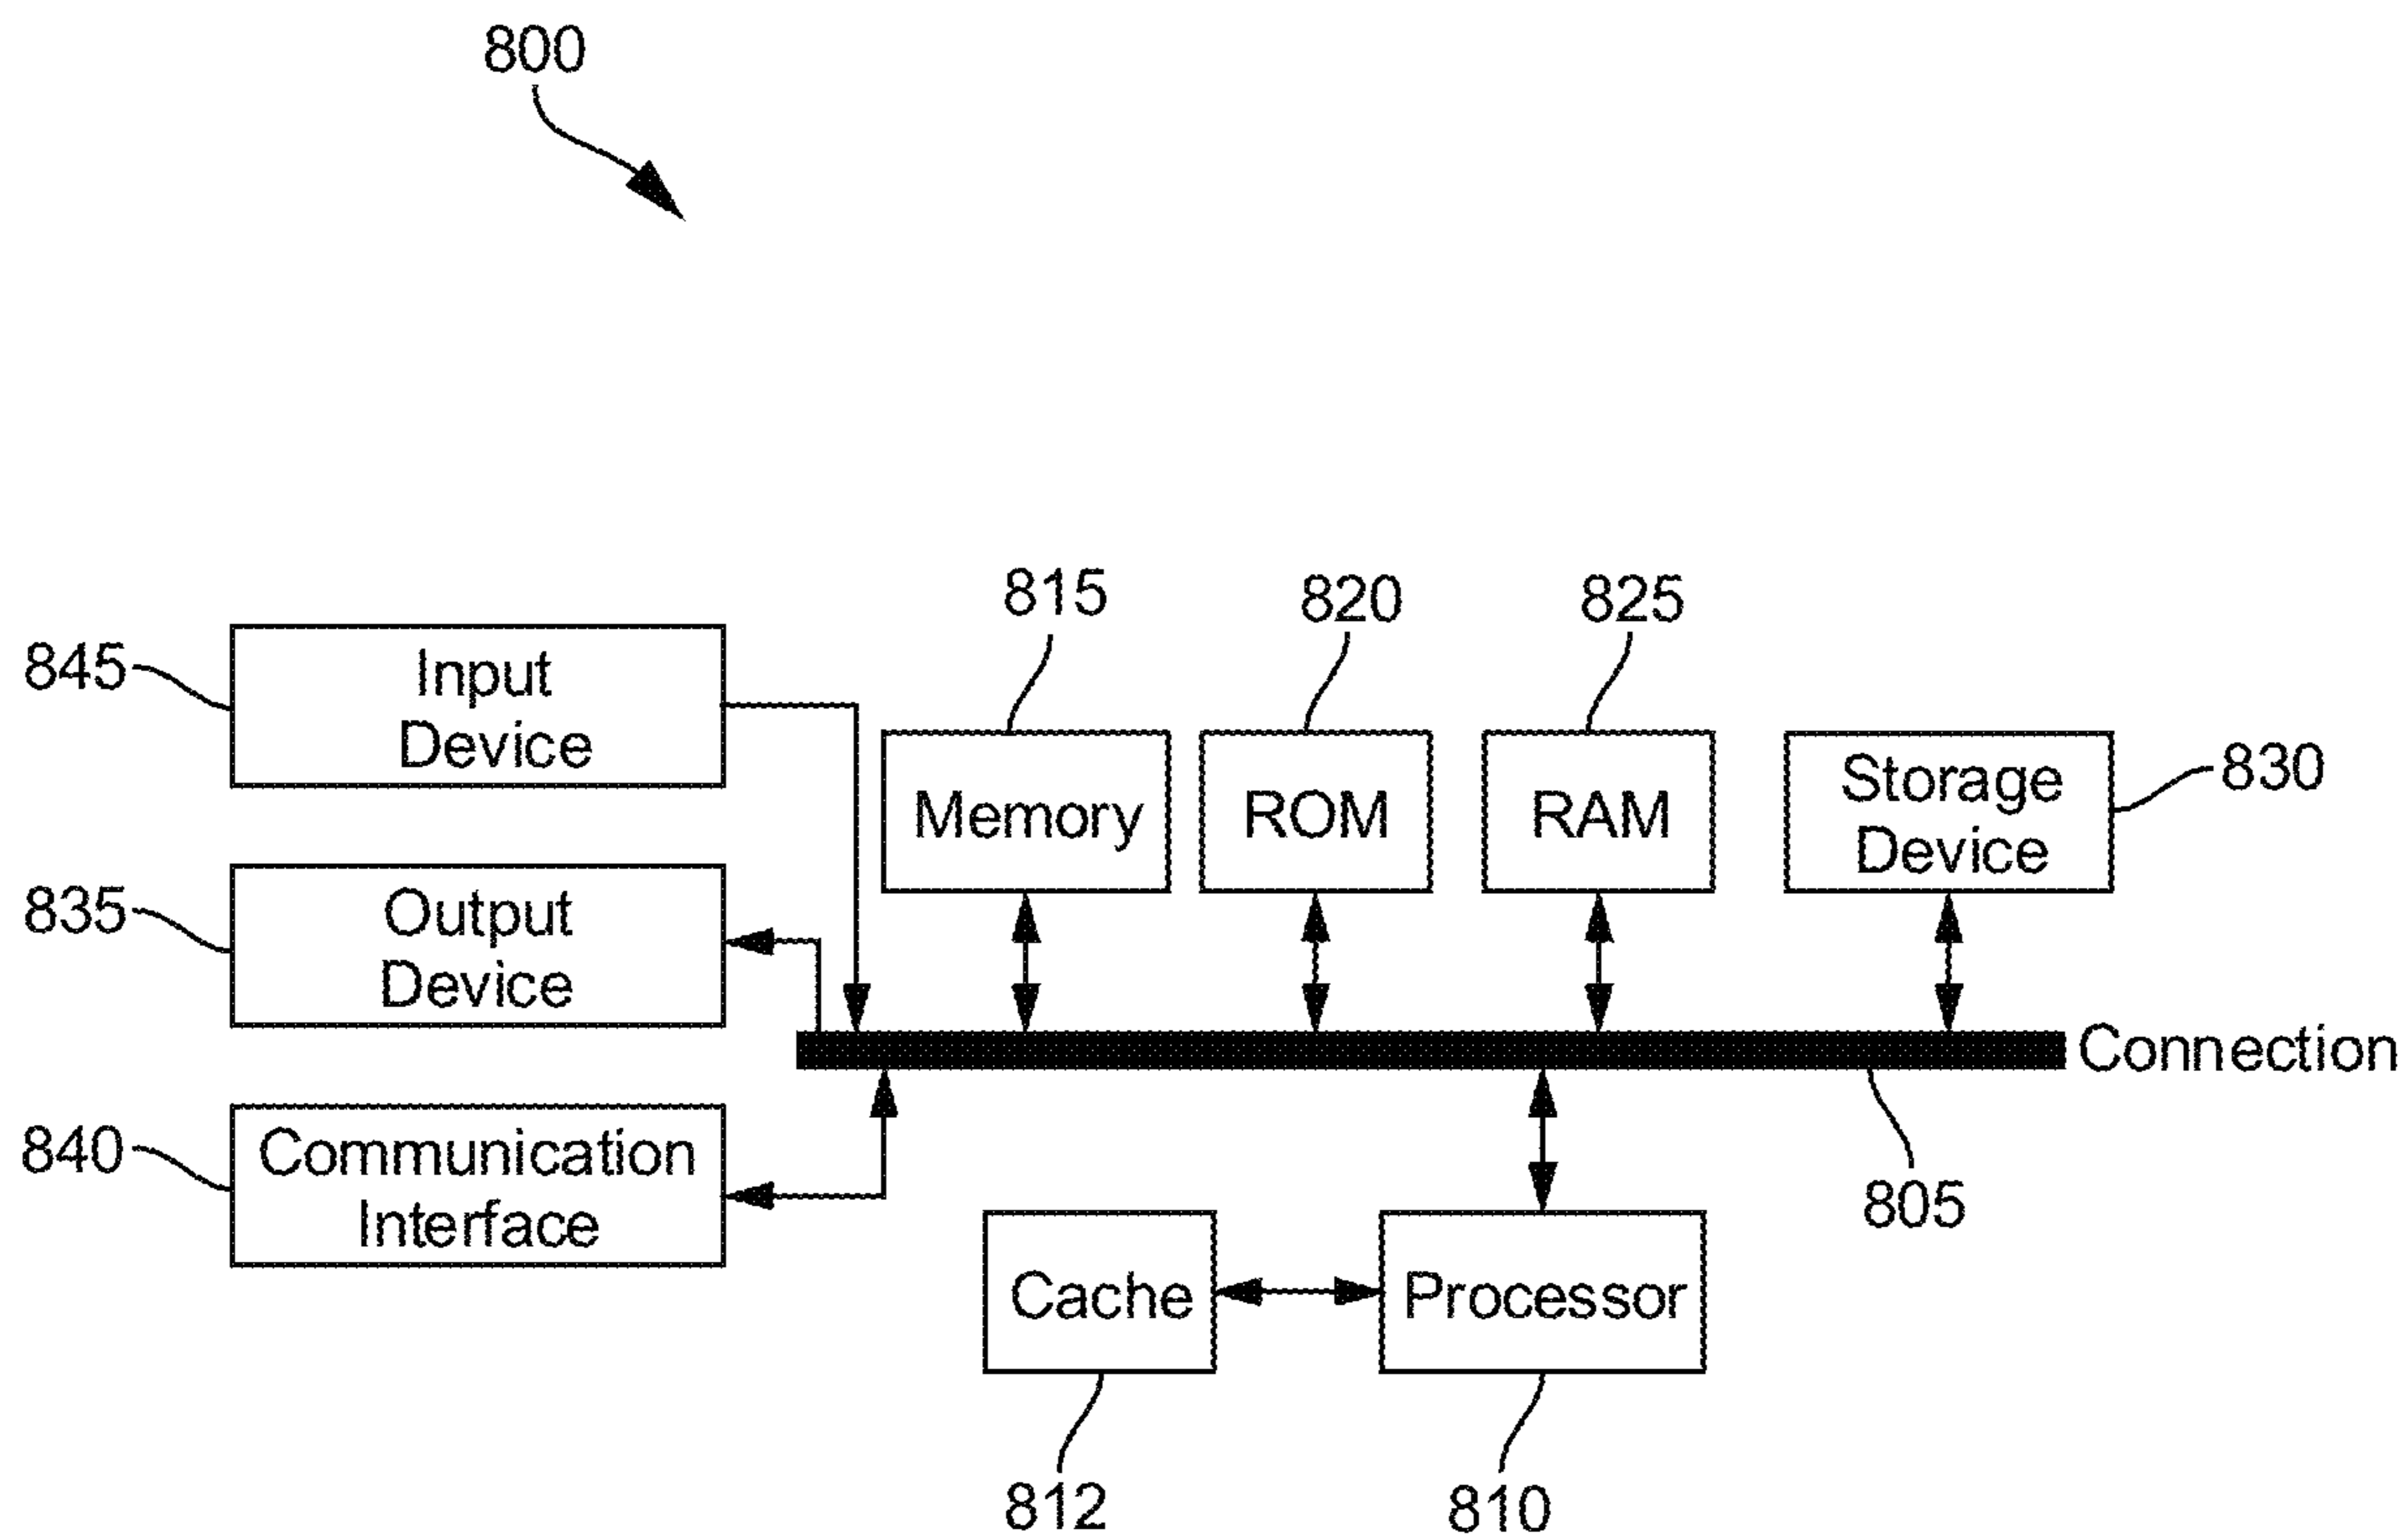 800
815
820
825
845
Input
Device
Memory
ROM
RAM
Storage
Device
830
835
Output
Device
Connection
840
Communication
Interface
805
Cache
Processor
812
810